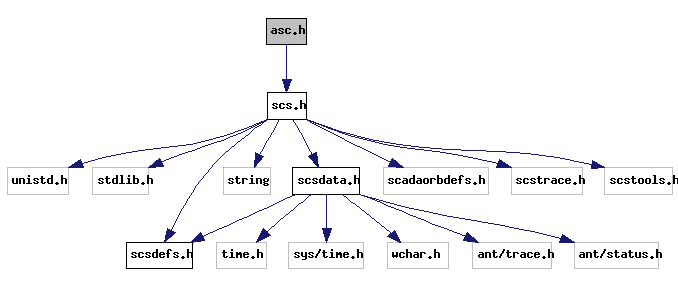 asc.h
scs.h
unistd.h
stdlib.h
string
scsdata.h
scadaorbdefs.h
scstrace.h
scstools.h
scsdefs.h
time.h
sys/time.h
wchar.h
ant/trace.h
ant/status.h